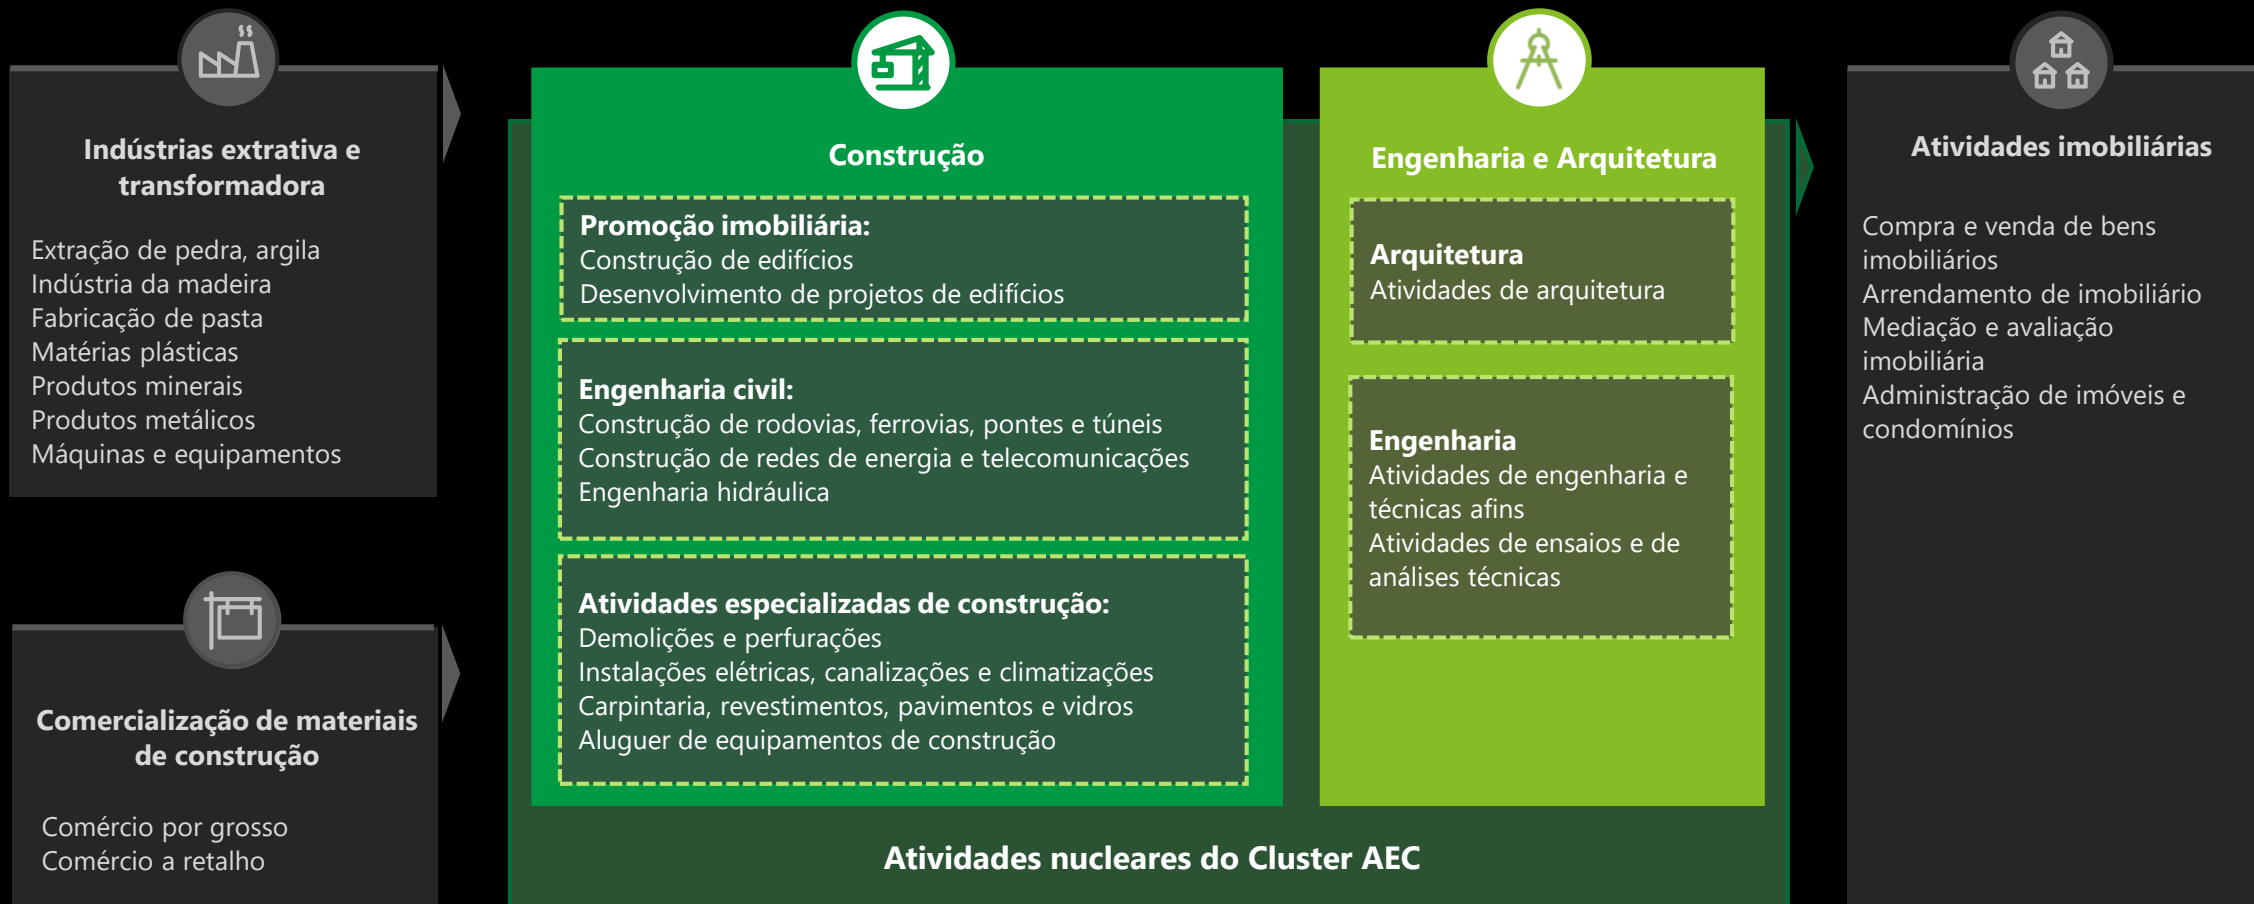 Indústrias extrativa e
transformadora
Extração de pedra, argila
Indústria da madeira
Fabricação de pasta
Matérias plásticas
Produtos minerais
Produtos metálicos
Máquinas e equipamentos
Comercialização de materiais
de construção
Comércio por grosso
Comércio a retalho
Construção
Promoção imobiliária:
Construção de edifícios
Desenvolvimento de projetos de edifícios
Engenharia civil:
Construção de rodovias, ferrovias, pontes e túneis
Construção de redes de energia e telecomunicações
Engenharia hidráulica
Atividades especializadas de construção:
Demolições e perfurações
Instalações elétricas, canalizações e climatizações
Carpintaria, revestimentos, pavimentos e vidros
Aluguer de equipamentos de construção
Engenharia e Arquitetura
Arquitetura
Atividades de arquitetura
Engenharia
Atividades de engenharia e
técnicas afins
Atividades de ensaios e de
análises técnicas
Atividades nucleares do Cluster AEC
Atividades imobiliárias
Compra e venda de bens
imobiliários
Arrendamento de imobiliário
Mediação e avaliação
imobiliária
Administração de imóveis e
condomínios